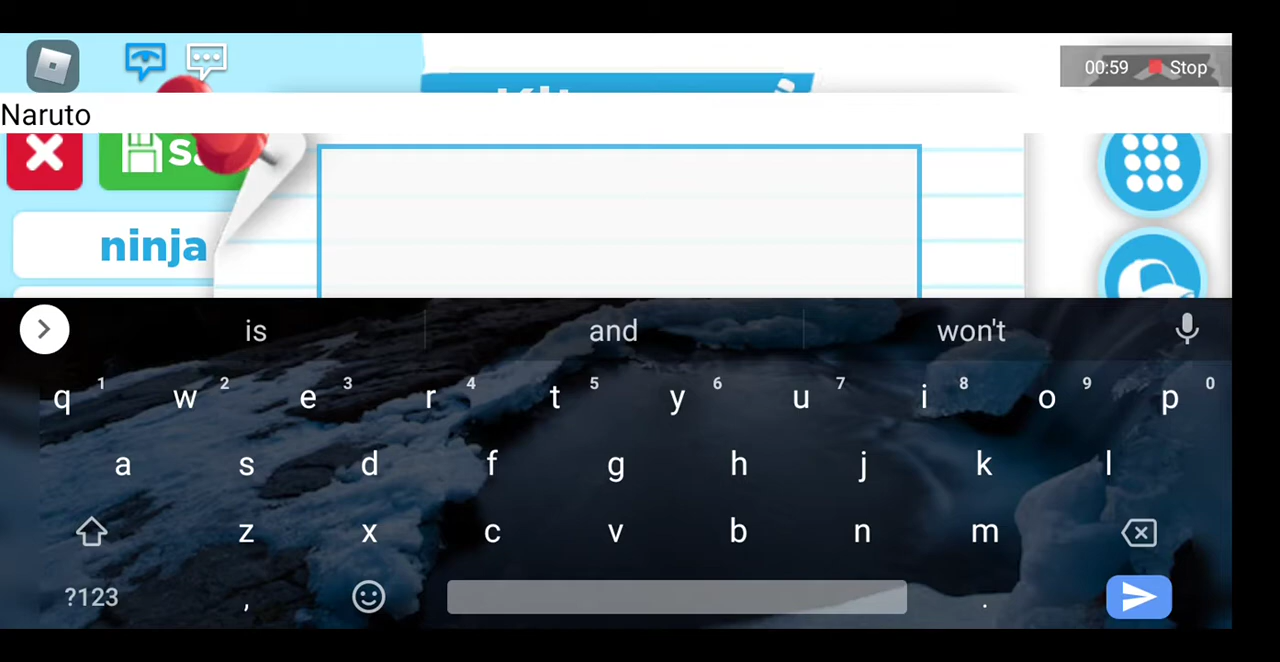 00:59 Stop
Naruto
ninja
is and won't
1 2 3 4 5 6 7 8 9 0
q w e r t y u i o p
a s d f g h j k l
z x c v b n m
?123 , .